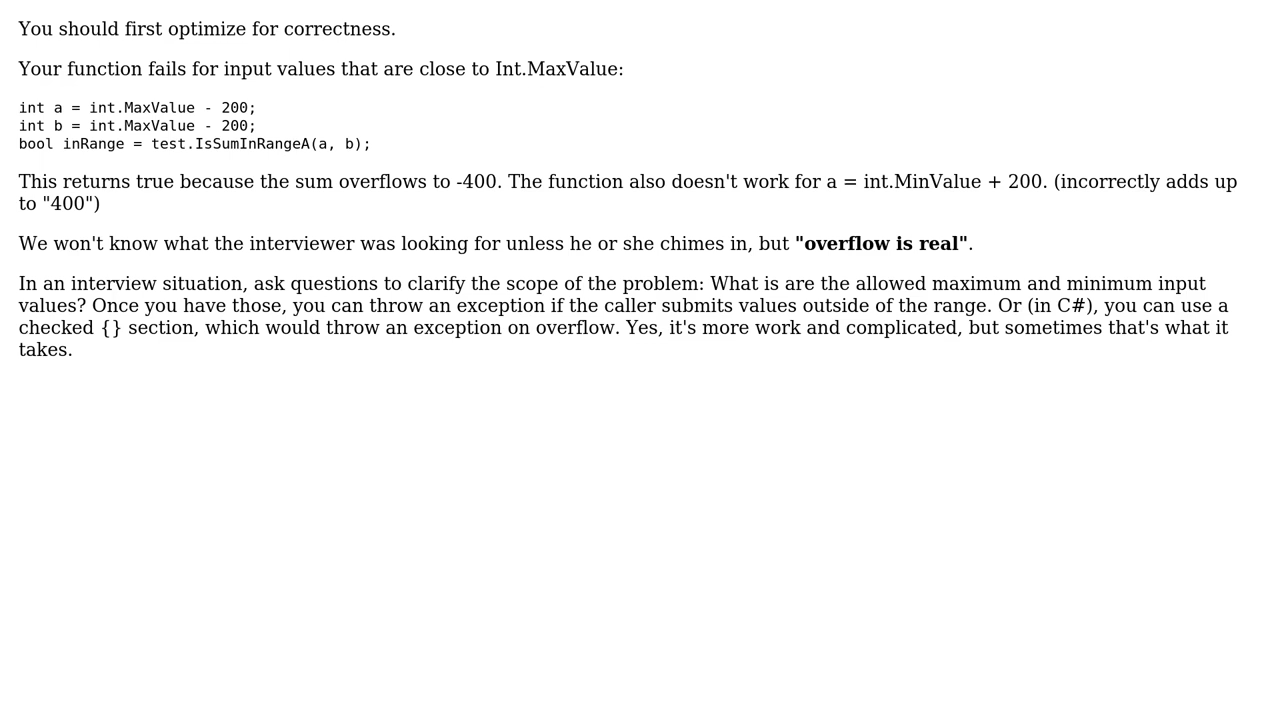 You should first optimize for correctness.
Your function fails for input values that are close to Int.MaxValue:
int a = int.MaxValue - 200;
int b = int.MaxValue - 200;
bool inRange = test.IsSumInRangeA(a, b);
This returns true because the sum overflows to -400. The function also doesn't work for a = int.MinValue + 200. (incorrectly adds up
to "400")
We won't know what the interviewer was looking for unless he or she chimes in, but "overflow is real".
In an interview situation, ask questions to clarify the scope of the problem: What is are the allowed maximum and minimum input
values? Once you have those, you can throw an exception if the caller submits values outside of the range. Or (in C#), you can use a
checked {} section, which would throw an exception on overflow. Yes, it's more work and complicated, but sometimes that's what it
takes.